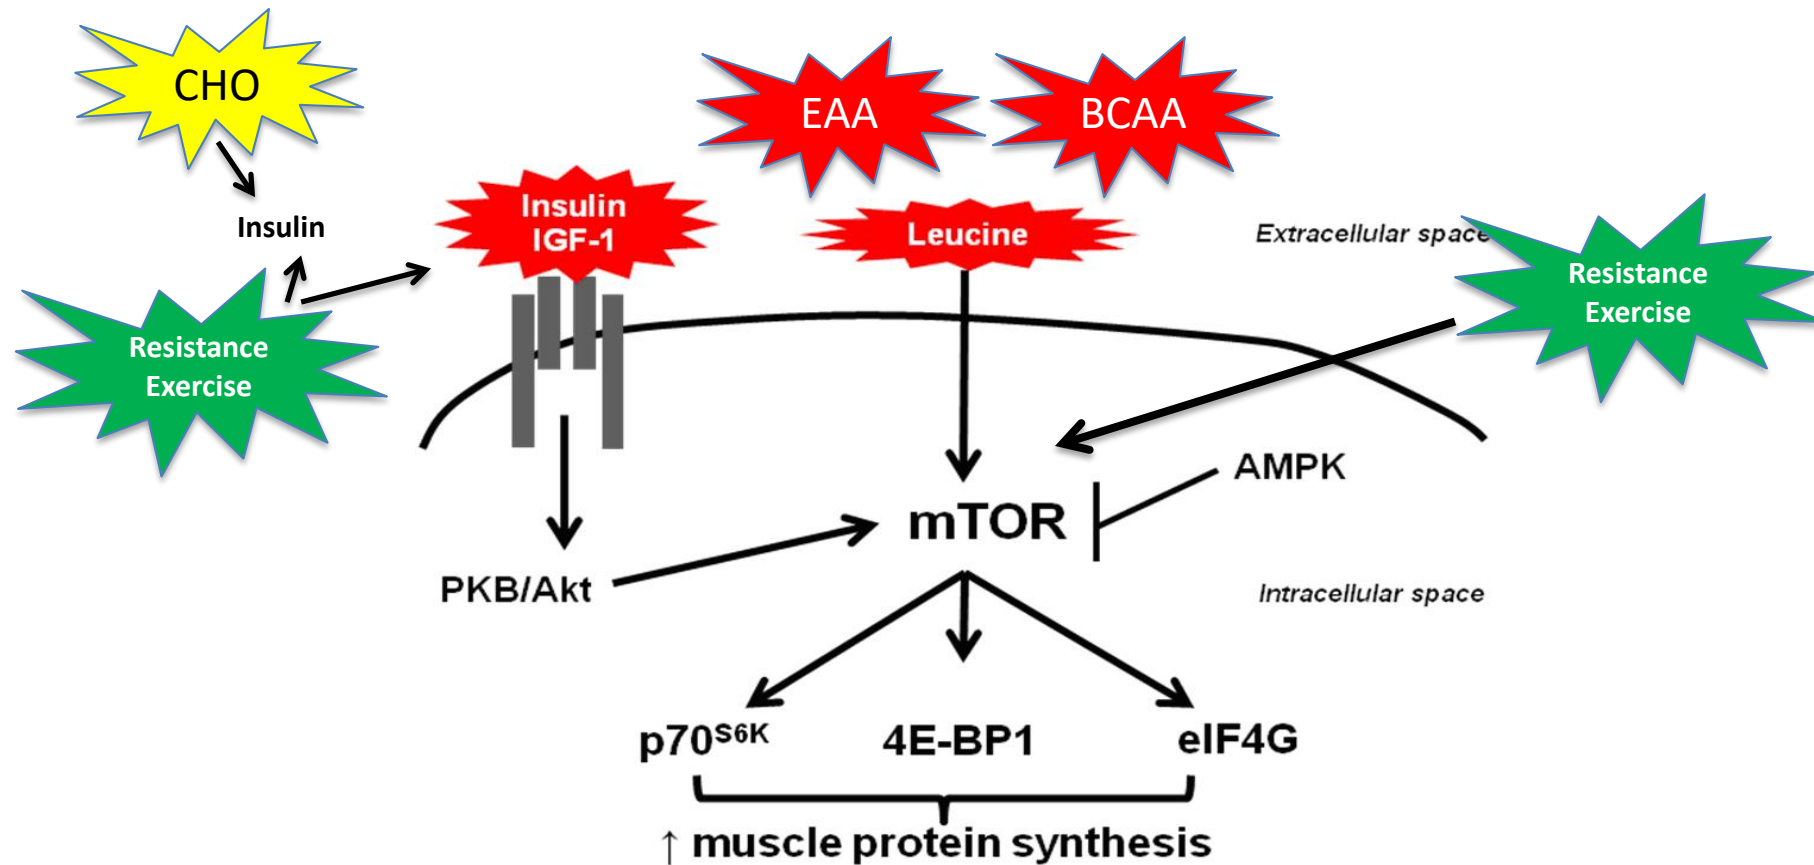 CHO
EAA
BCAA
Insulin
Insulin
IGF-1
Leucine
Extracellular space
Resistance
Exercise
Resistance
Exercise
AMPK
mTOR
PKB/Akt
Intracellular space
p70S6K
4E-BP1
eIF4G
↑ muscle protein synthesis